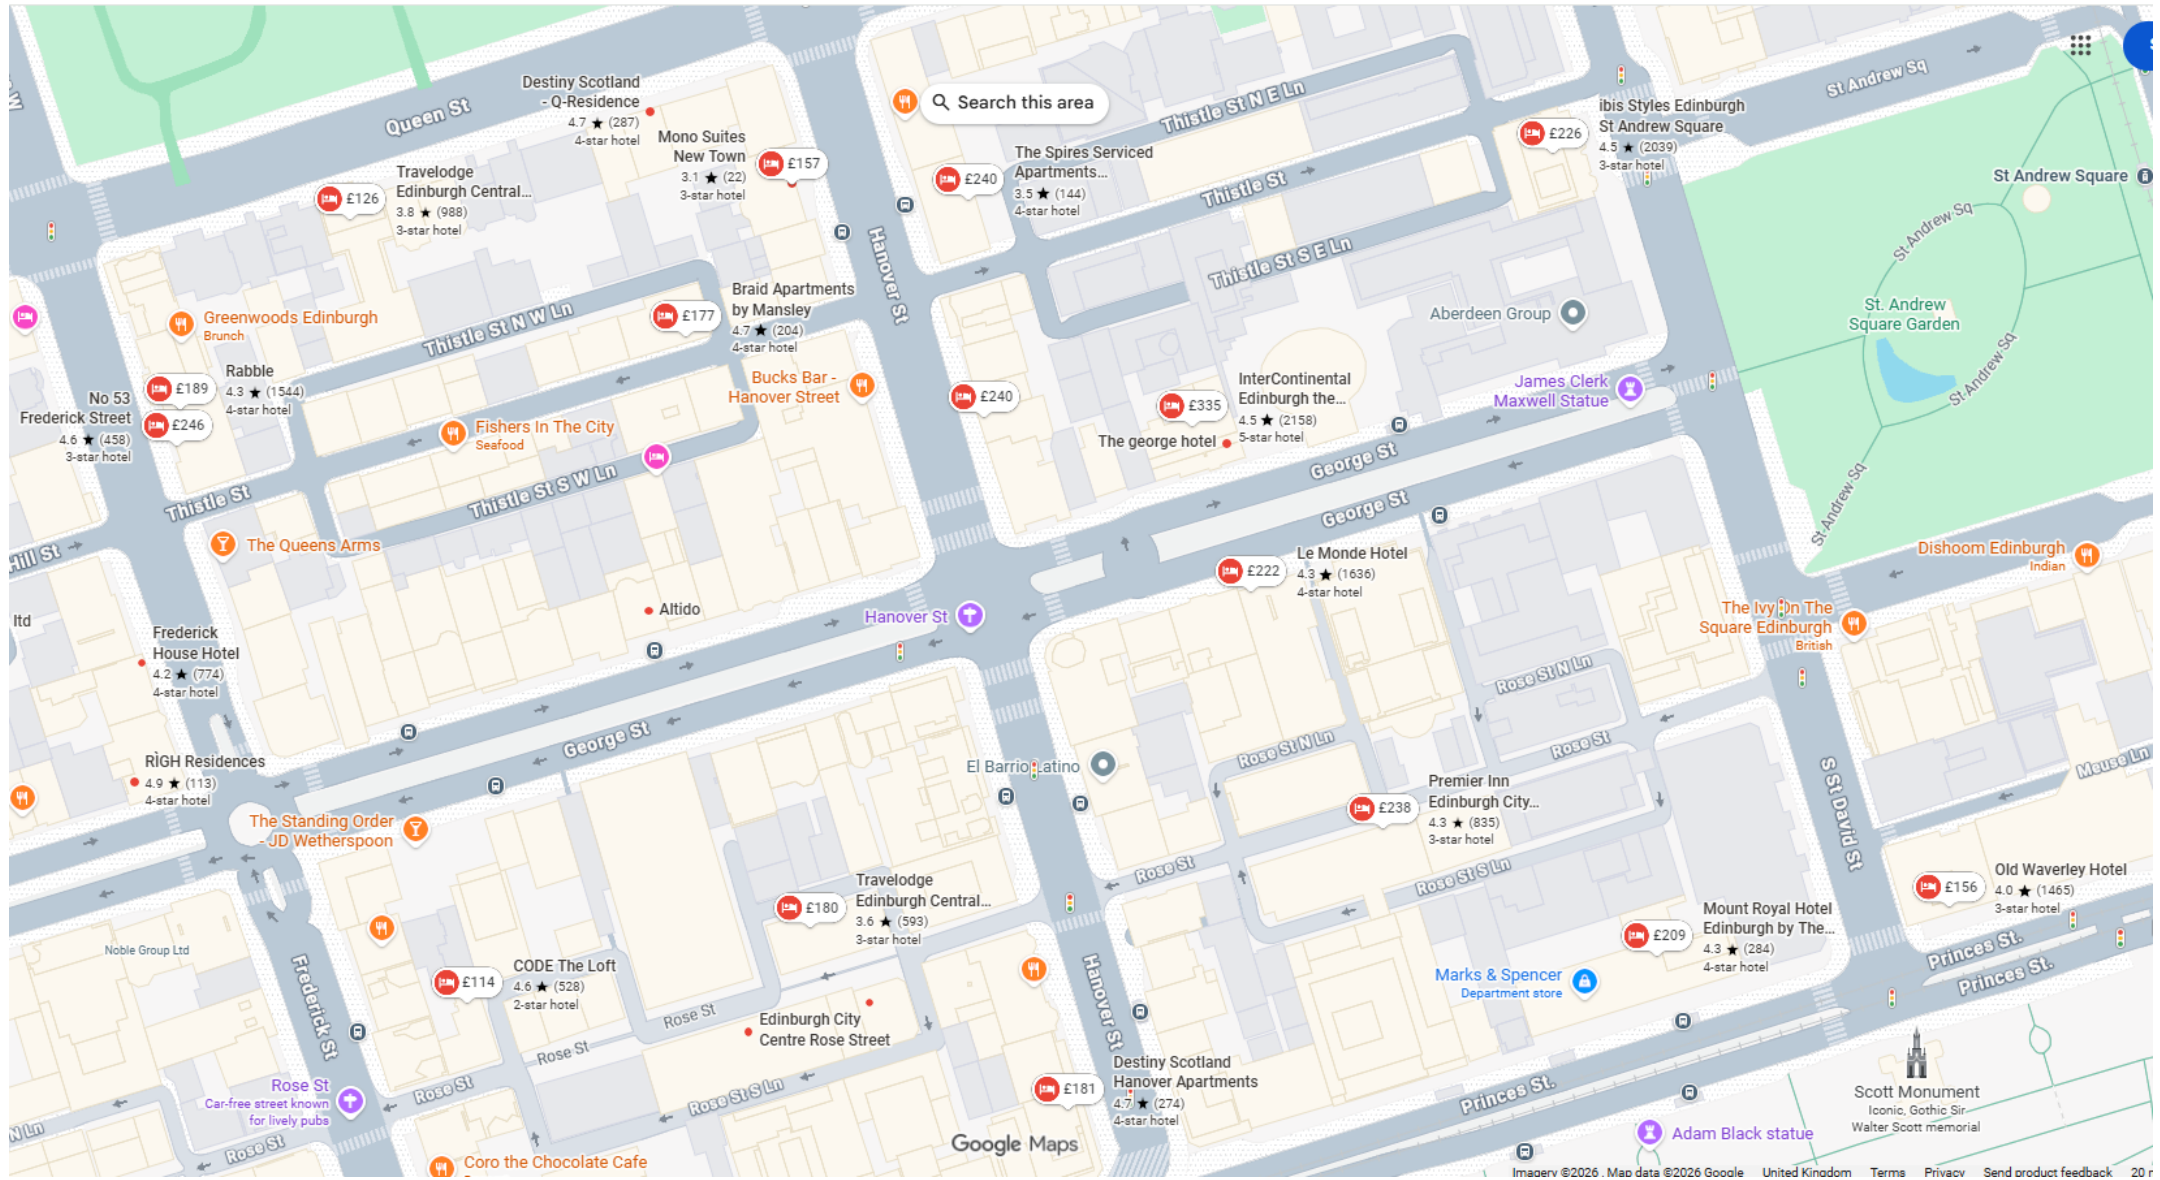 Queen St
Destiny Scotland
- Q-Residence
4.7 ★ (287)
4-star hotel
Search this area
Thistle St N E Ln
St Andrew Sq
ibis Styles Edinburgh
St Andrew Square
4.5 ★ (2039)
3-star hotel
£226
Mono Suites
New Town
3.1 ★ (22)
3-star hotel
£157
£240
The Spires Serviced
Apartments...
3.5 ★ (144)
4-star hotel
Thistle St
St Andrew Square
Travelodge
Edinburgh Central...
3.8 ★ (988)
3-star hotel
£126
Hanover St
Thistle St S E Ln
St Andrew Sq
Braid Apartments
by Mansley
4.7 ★ (204)
4-star hotel
£177
Greenwoods Edinburgh
Brunch
Thistle St N W Ln
Aberdeen Group
St. Andrew
Square Garden
St Andrew Sq
Rabble
4.3 ★ (1544)
4-star hotel
£189
No 53
Frederick Street
4.6 ★ (458)
3-star hotel
£246
Bucks Bar -
Hanover Street
£240
£335
InterContinental
Edinburgh the...
4.5 ★ (2158)
5-star hotel
The george hotel
James Clerk
Maxwell Statue
Fishers In The City
Seafood
George St
Thistle St S W Ln
Thistle St
George St
St Andrew Sq
Hill St
The Queens Arms
Le Monde Hotel
4.3 ★ (1636)
4-star hotel
£222
Dishoom Edinburgh
Indian
Altido
Hanover St
The Ivy On The
Square Edinburgh
British
ltd
Frederick
House Hotel
4.2 ★ (774)
4-star hotel
Rose St N Ln
George St
Rose St N Ln
Rose St
RÌGH Residences
4.9 ★ (113)
4-star hotel
El Barrio Latino
Meuse Ln
S St David St
Premier Inn
Edinburgh City...
4.3 ★ (835)
3-star hotel
£238
The Standing Order
- JD Wetherspoon
Rose St
Rose St S Ln
Old Waverley Hotel
4.0 ★ (1465)
3-star hotel
£156
Travelodge
Edinburgh Central...
3.6 ★ (593)
3-star hotel
£180
Mount Royal Hotel
Edinburgh by The...
4.3 ★ (284)
4-star hotel
£209
Noble Group Ltd
Princes St.
Princes St.
Frederick St
CODE The Loft
4.6 ★ (528)
2-star hotel
£114
Marks & Spencer
Department store
Hanover St
Rose St
Edinburgh City
Centre Rose Street
Rose St
Destiny Scotland
Hanover Apartments
4.7 ★ (274)
4-star hotel
£181
Rose St
Car-free street known
for lively pubs
Rose St
Rose St S Ln
Princes St.
Scott Monument
Iconic, Gothic Sir
Walter Scott memorial
N Ln
Rose St
Google Maps
Adam Black statue
Coro the Chocolate Cafe
Imagery ©2026 , Map data ©2026 Google United Kingdom Terms Privacy Send product feedback 20